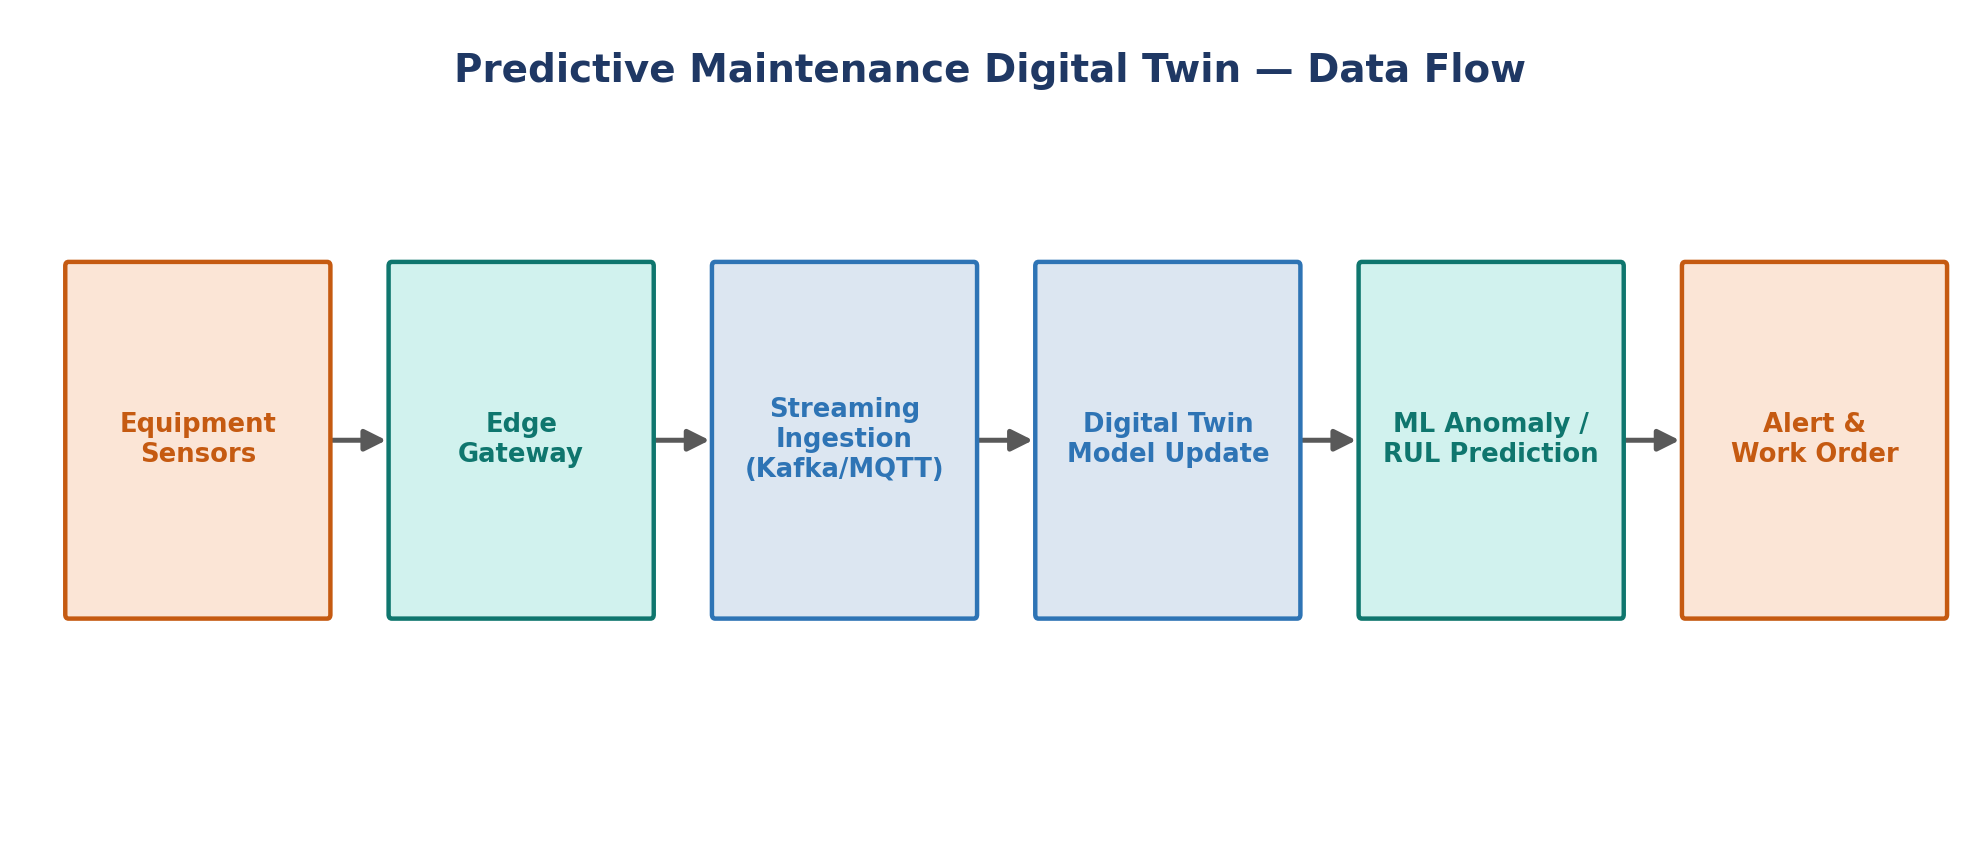 Predictive Maintenance Digital Twin — Data Flow
Equipment
Sensors
Edge
Gateway
Streaming
Ingestion
(Kafka/MQTT)
Digital Twin
Model Update
ML Anomaly /
RUL Prediction
Alert &
Work Order